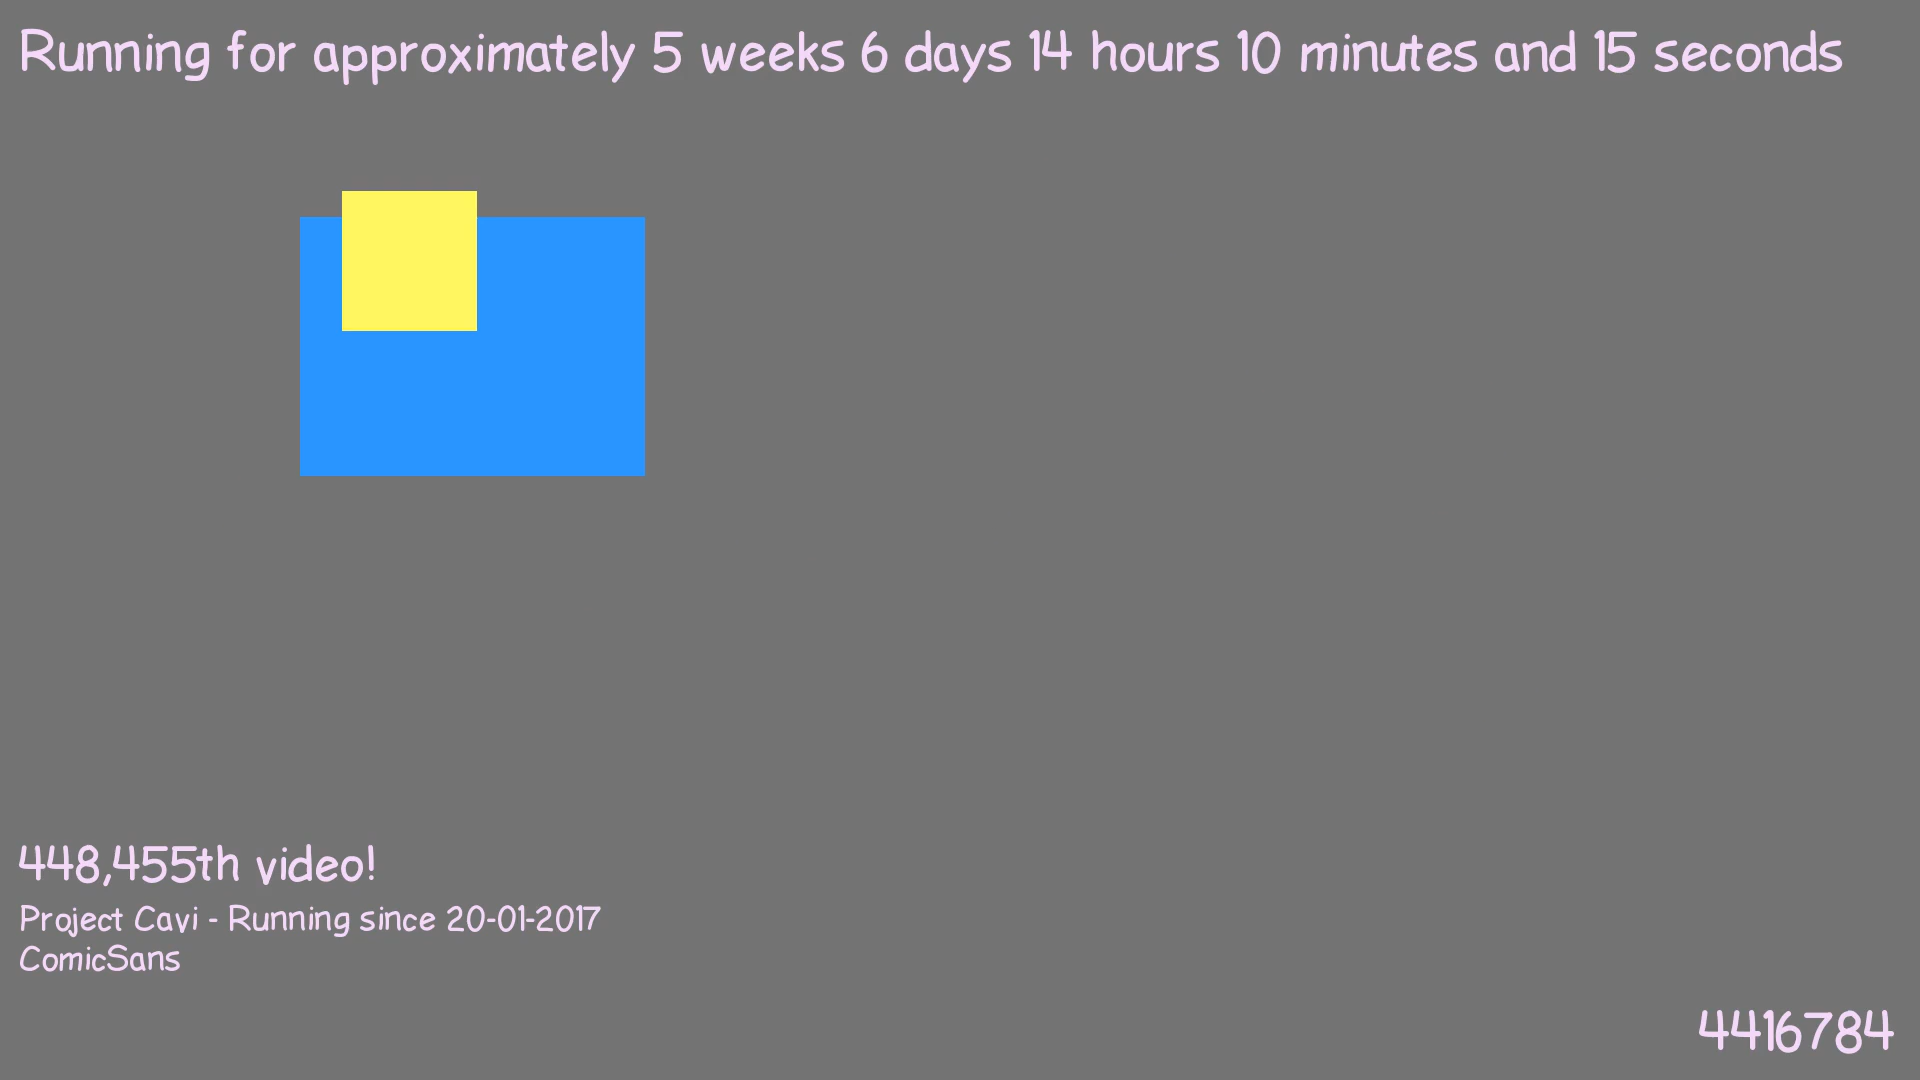 Running for approximately 5 weeks 6 days 14 hours 10 minutes and 15 seconds
448,455th video!
Project Cavi - Running since 20-01-2017
ComicSans
4416784